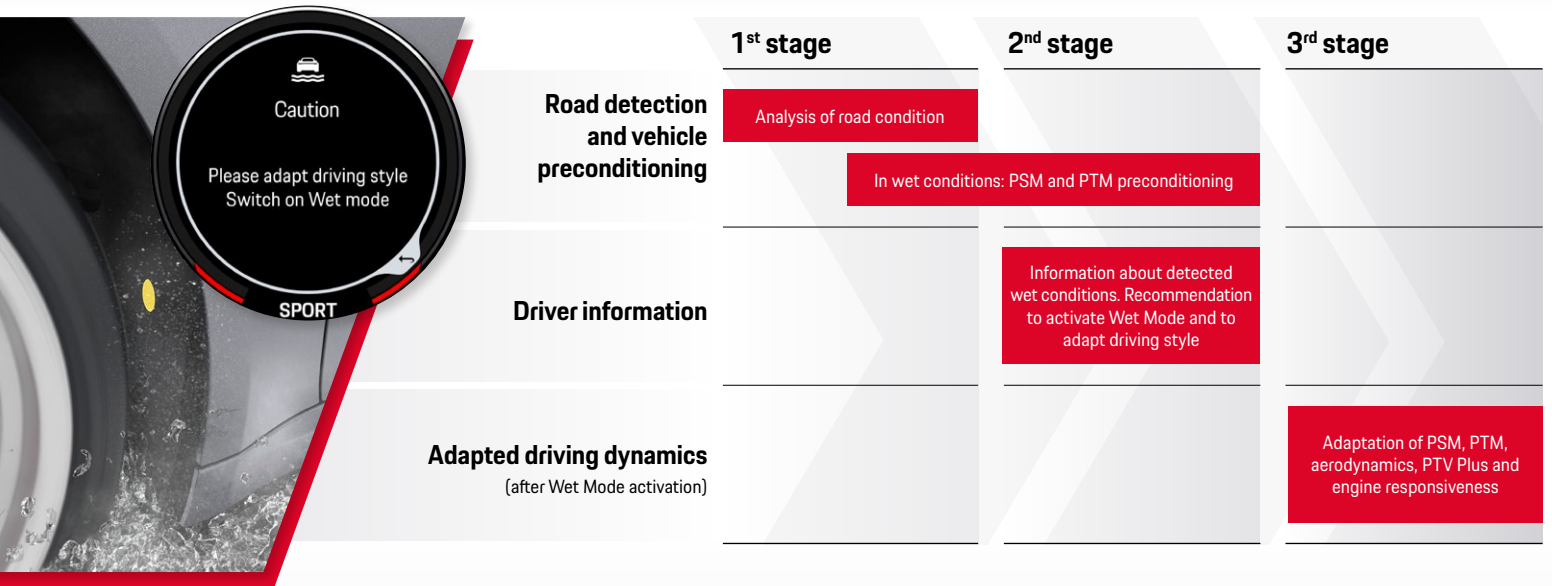 Caution
Please adapt driving style
Switch on Wet mode
SPORT
1st stage
2nd stage
3rd stage
Road detection
and vehicle
preconditioning
Analysis of road condition
In wet conditions: PSM and PTM preconditioning
Driver information
Information about detected
wet conditions. Recommendation
to activate Wet Mode and to
adapt driving style
Adapted driving dynamics
(after Wet Mode activation)
Adaptation of PSM, PTM,
aerodynamics, PTV Plus and
engine responsiveness